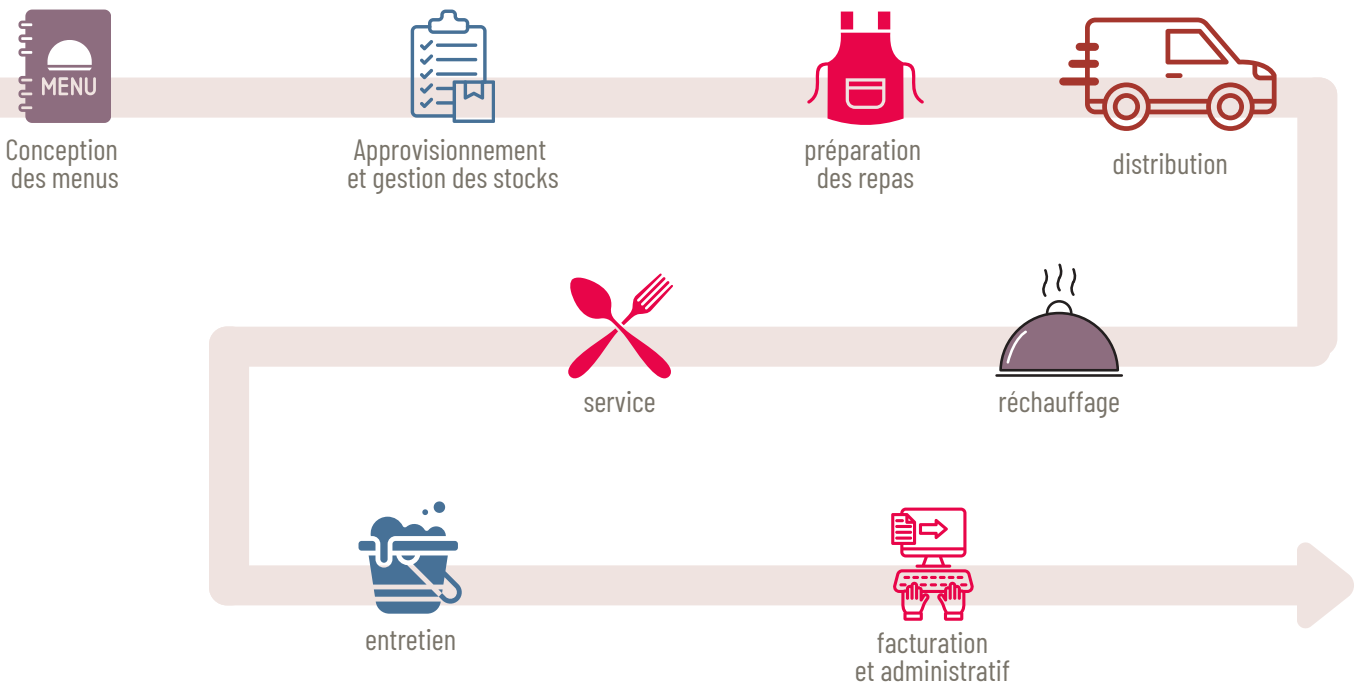 MENU
Conception
des menus
Approvisionnement
et gestion des stocks
préparation
des repas
distribution
service
réchauffage
entretien
facturation
et administratif